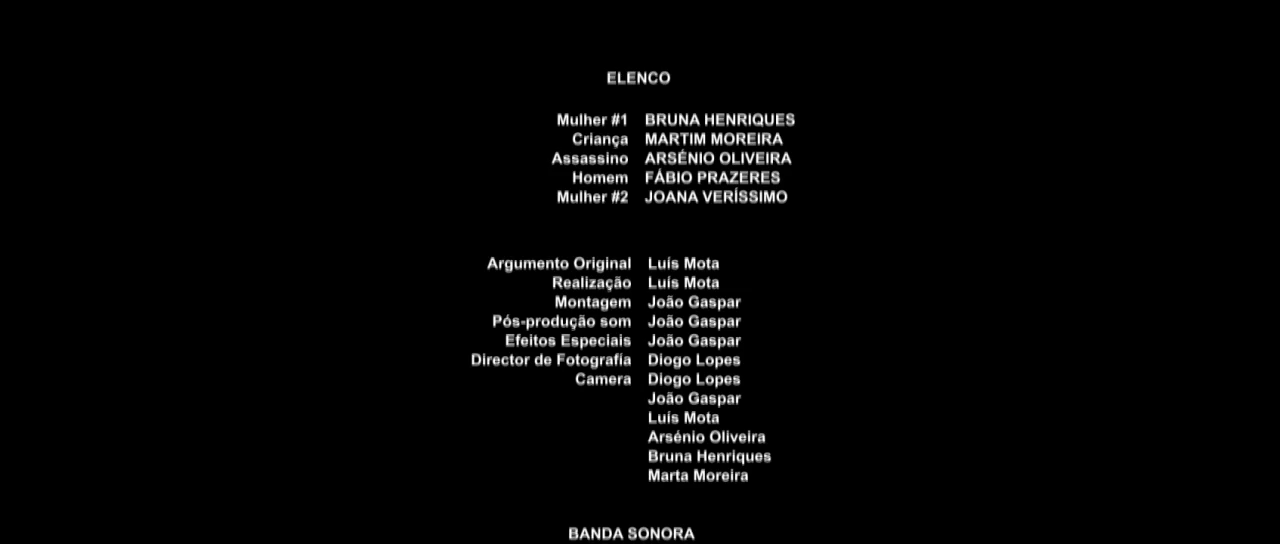 ELENCO
Mulher #1 BRUNA HENRIQUES
Criança MARTIM MOREIRA
Assassino ARSÉNIO OLIVEIRA
Homem FÁBIO PRAZERES
Mulher #2 JOANA VERÍSSIMO
Argumento Original Luís Mota
Realização Luís Mota
Montagem João Gaspar
Pós-produção som João Gaspar
Efeitos Especiais João Gaspar
Director de Fotografia Diogo Lopes
Camera Diogo Lopes
João Gaspar
Luís Mota
Arsénio Oliveira
Bruna Henriques
Marta Moreira
BANDA SONORA